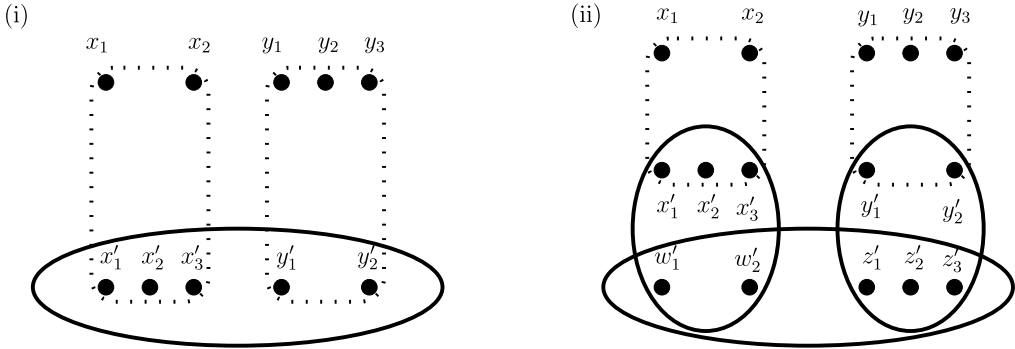 (i)
x₁ x₂ y₁ y₂ y₃
x′₁ x′₂ x′₃ y′₁ y′₂
(ii)
x₁ x₂ y₁ y₂ y₃
x′₁ x′₂ x′₃ y′₁ y′₂
w′₁ w′₂ z′₁ z′₂ z′₃